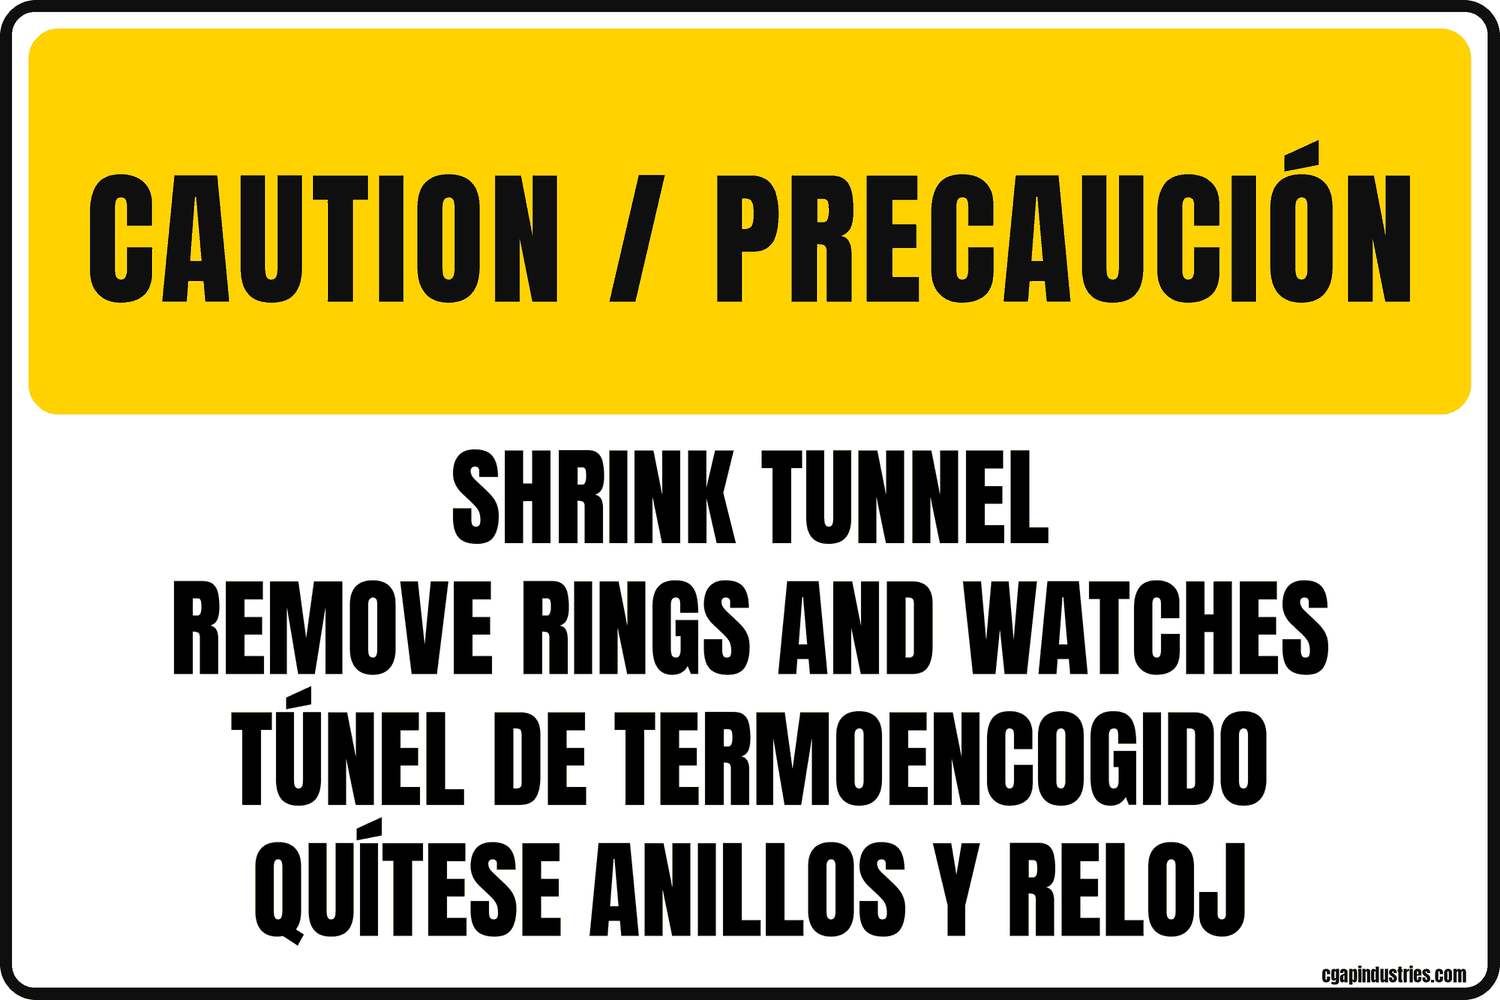 CAUTION / PRECAUCIÓN
SHRINK TUNNEL
REMOVE RINGS AND WATCHES
TÚNEL DE TERMOENCOGIDO
QUÍTESE ANILLOS Y RELOJ
cgapindustries.com